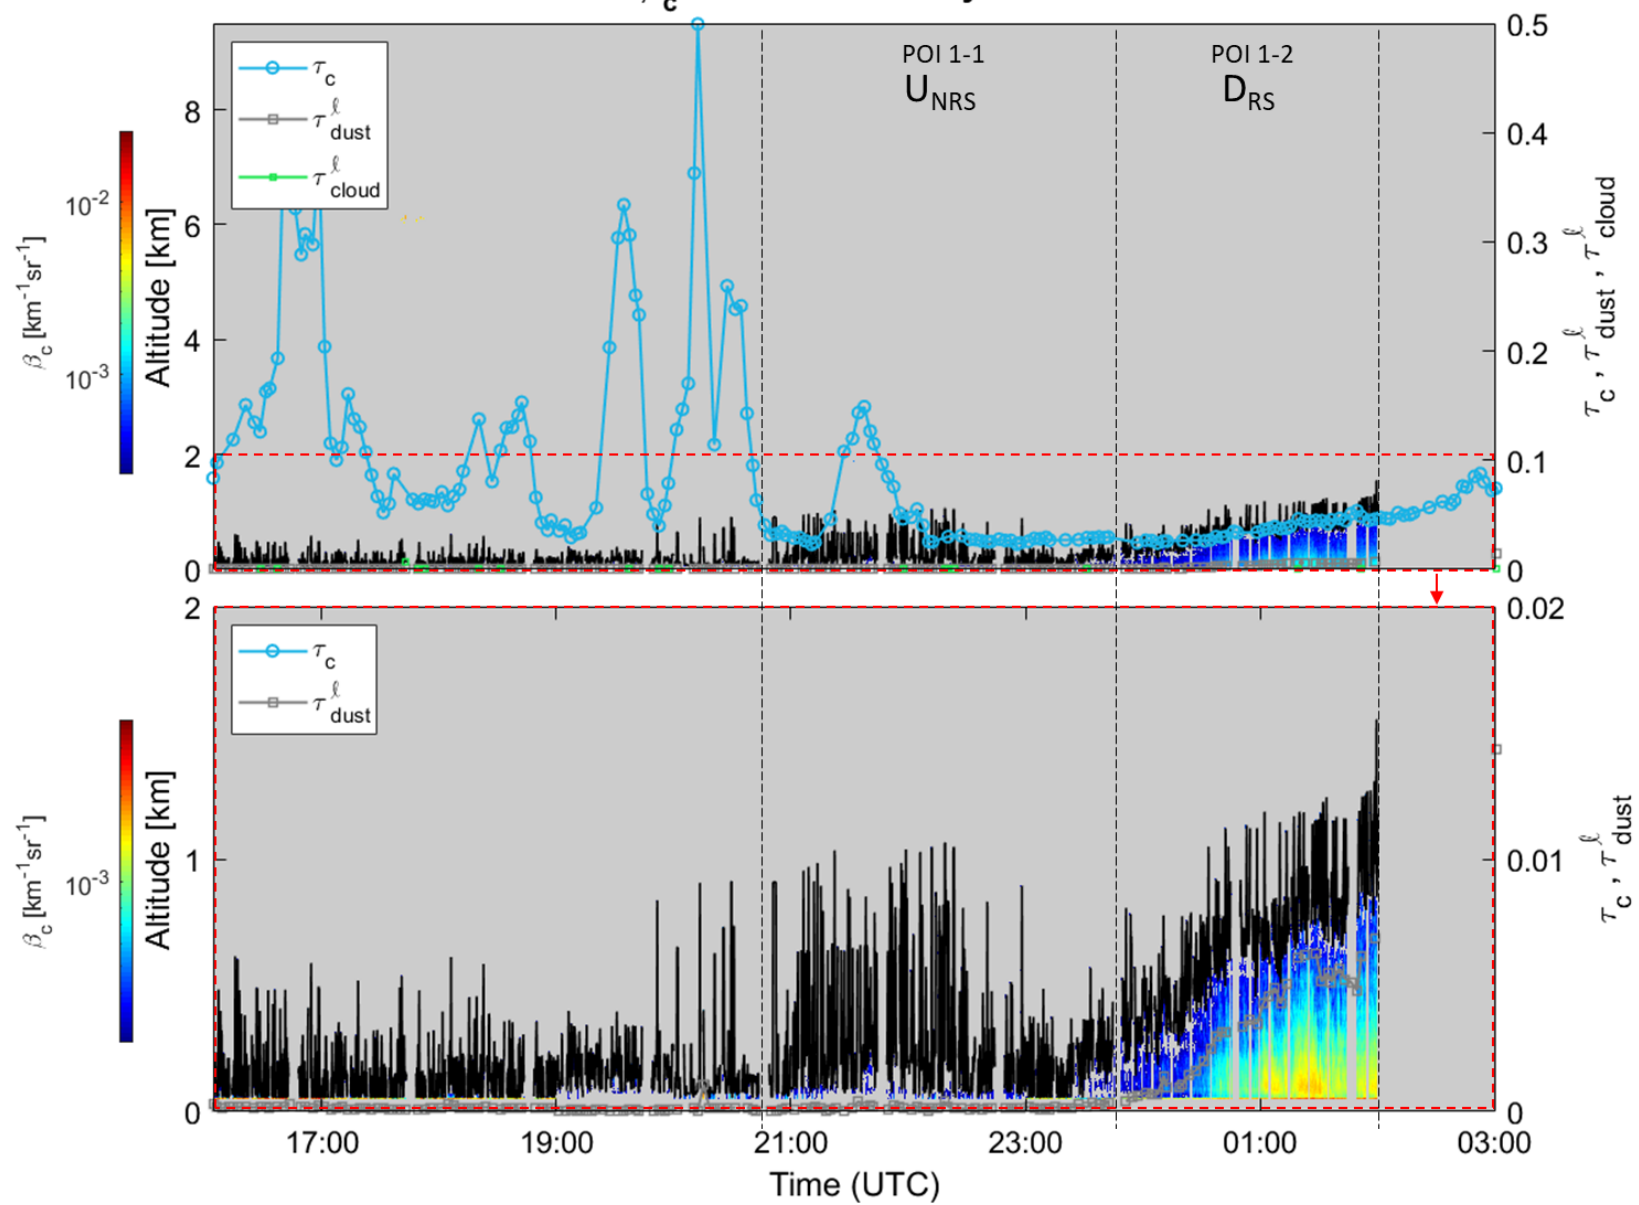 c
τc
τℓdust
τℓcloud
POI 1-1
UNRS
POI 1-2
DRS
0.5
0.4
0.3
0.2
0.1
0
8
6
4
2
0
10-2
10-3
βc [km-1sr-1]
Altitude [km]
τc , τℓdust , τℓcloud
τc
τℓdust
2
1
0
0.02
0.01
0
10-3
βc [km-1sr-1]
Altitude [km]
τc , τℓdust
17:00 19:00 21:00 23:00 01:00 03:00
Time (UTC)